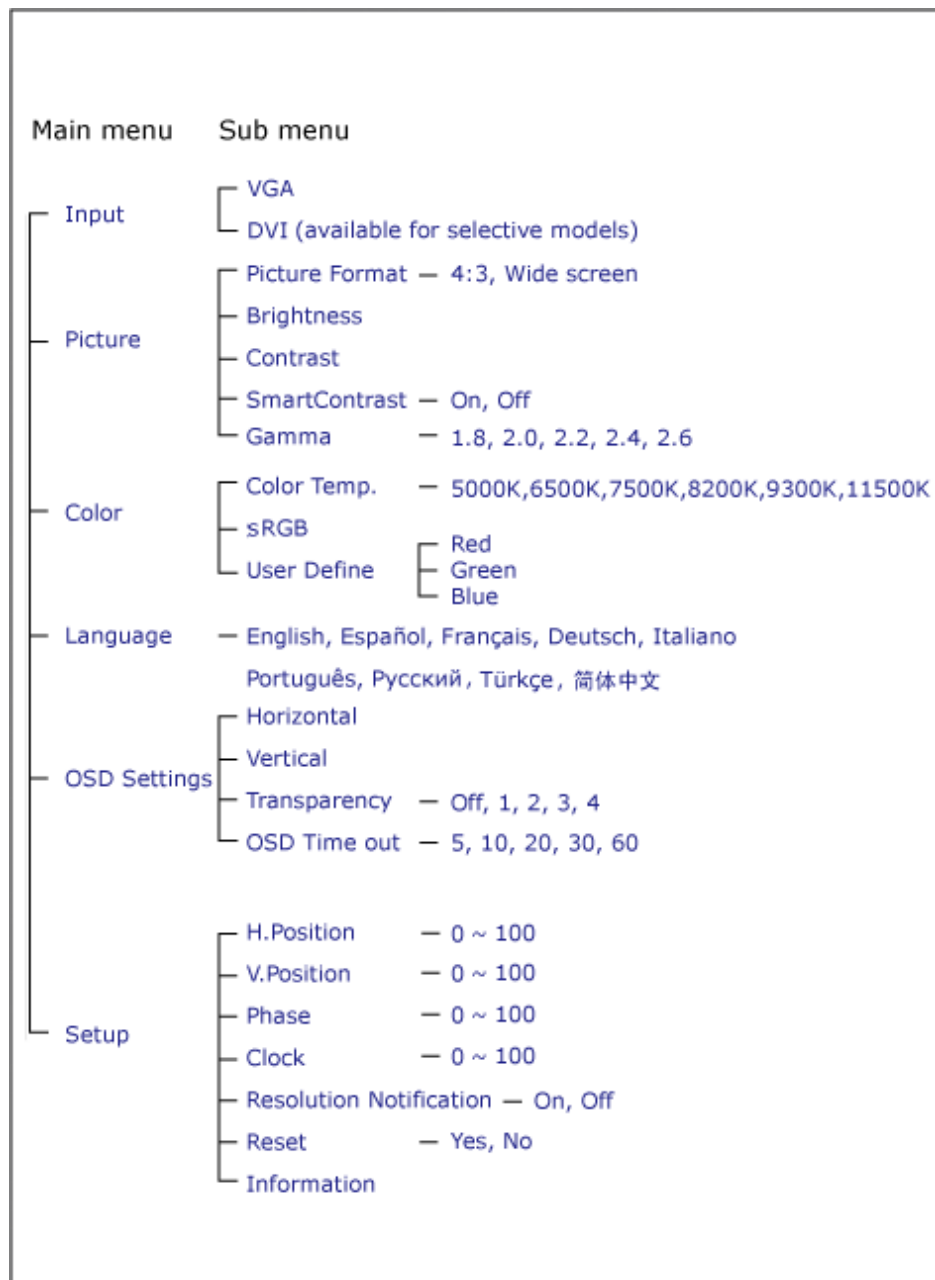 Main menu Sub menu
Input
VGA
DVI (available for selective models)
Picture
Picture Format — 4:3, Wide screen
Brightness
Contrast
SmartContrast — On, Off
Gamma — 1.8, 2.0, 2.2, 2.4, 2.6
Color
Color Temp. — 5000K,6500K,7500K,8200K,9300K,11500K
sRGB
User Define
Red
Green
Blue
Language — English, Español, Français, Deutsch, Italiano
Português, Русский, Türkçe, 简体中文
OSD Settings
Horizontal
Vertical
Transparency — Off, 1, 2, 3, 4
OSD Time out — 5, 10, 20, 30, 60
Setup
H.Position — 0 ~ 100
V.Position — 0 ~ 100
Phase — 0 ~ 100
Clock — 0 ~ 100
Resolution Notification — On, Off
Reset — Yes, No
Information